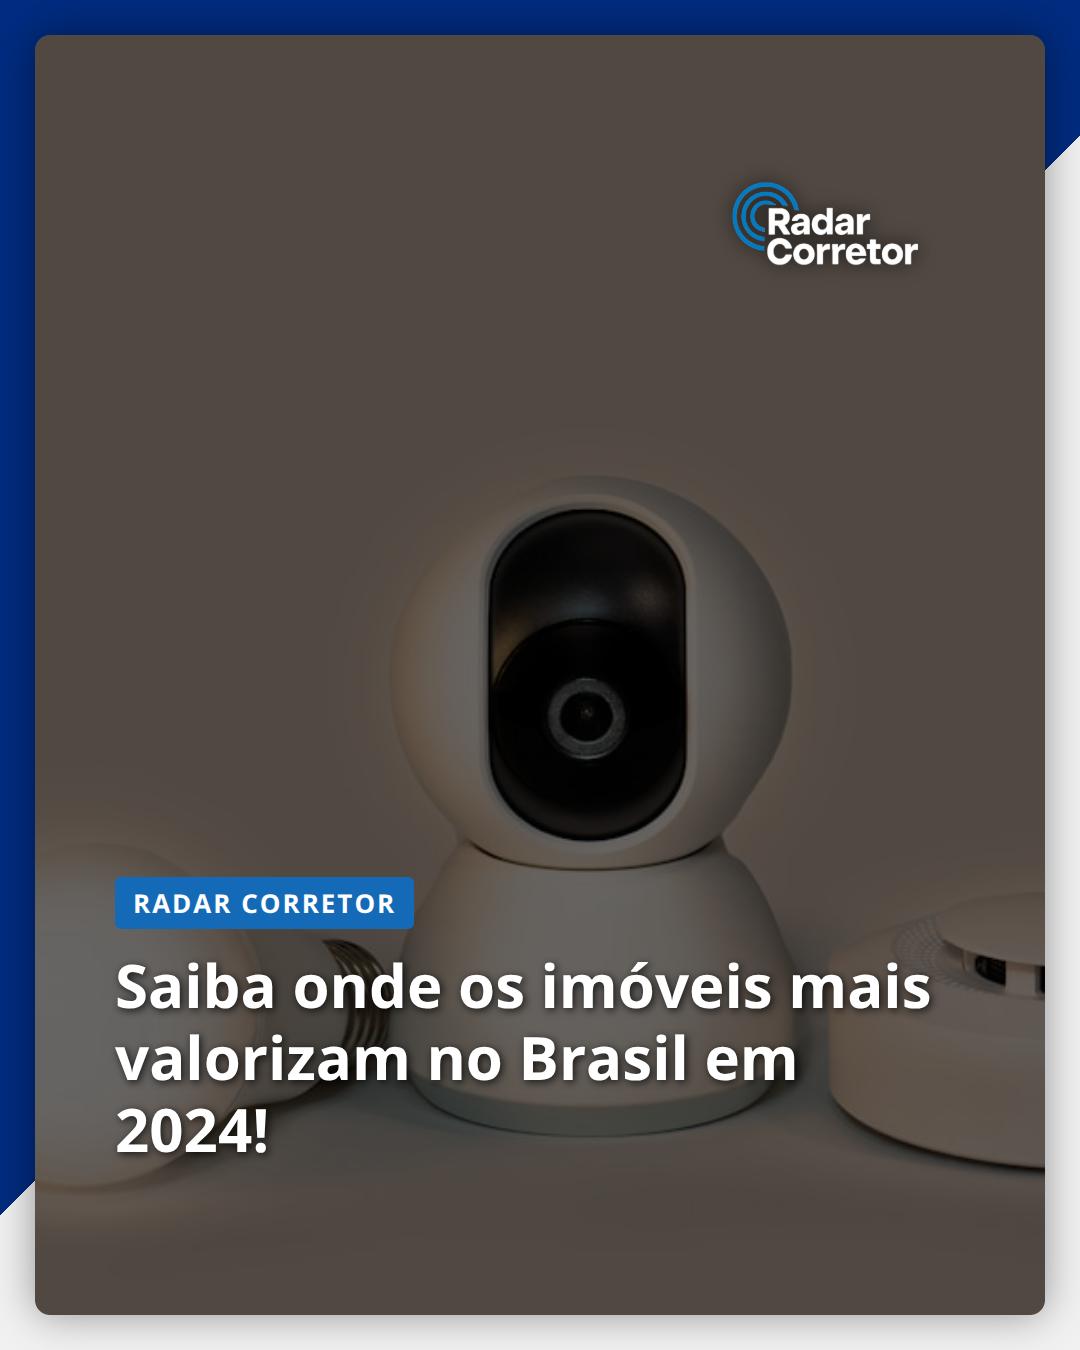 Radar
Corretor
RADAR CORRETOR
Saiba onde os imóveis mais
valorizam no Brasil em
2024!